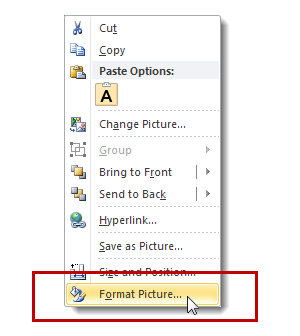 Cut
Copy
Paste Options:
A
Change Picture...
Group
Bring to Front
Send to Back
Hyperlink...
Save as Picture...
Size and Position...
Format Picture...